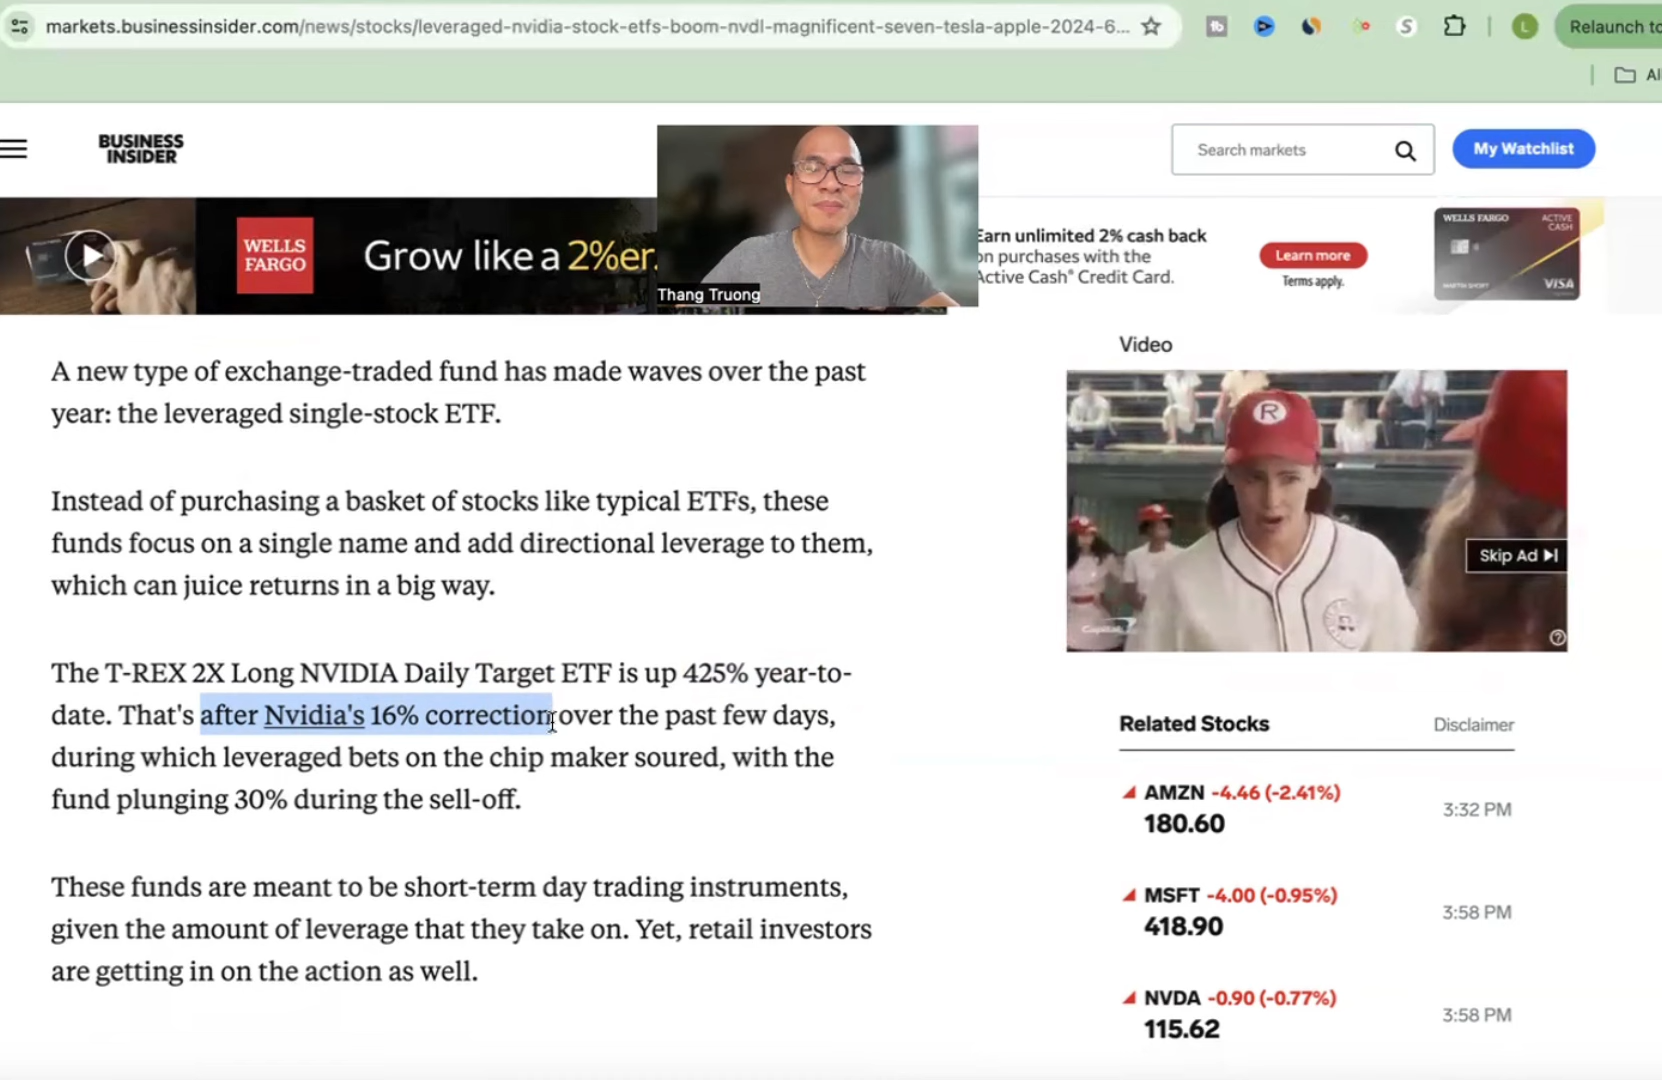 markets.businessinsider.com/news/stocks/leveraged-nvidia-stock-etfs-boom-nvdl-magnificent-seven-tesla-apple-2024-6...
tb
S
L
Relaunch to
Al
BUSINESS
INSIDER
Search markets
My Watchlist
WELLS
FARGO
Grow like a 2%er.
Thang Truong
Earn unlimited 2% cash back
on purchases with the
Active Cash® Credit Card.
Learn more
Terms apply.
WELLS FARGO
ACTIVE
CASH
VISA
A new type of exchange-traded fund has made waves over the past
year: the leveraged single-stock ETF.
Instead of purchasing a basket of stocks like typical ETFs, these
funds focus on a single name and add directional leverage to them,
which can juice returns in a big way.
The T-REX 2X Long NVIDIA Daily Target ETF is up 425% year-to-
date. That's after Nvidia's 16% correction over the past few days,
during which leveraged bets on the chip maker soured, with the
fund plunging 30% during the sell-off.
These funds are meant to be short-term day trading instruments,
given the amount of leverage that they take on. Yet, retail investors
are getting in on the action as well.
Video
R
Skip Ad
Capital
Related Stocks
Disclaimer
AMZN -4.46 (-2.41%)
180.60
3:32 PM
MSFT -4.00 (-0.95%)
418.90
3:58 PM
NVDA -0.90 (-0.77%)
115.62
3:58 PM